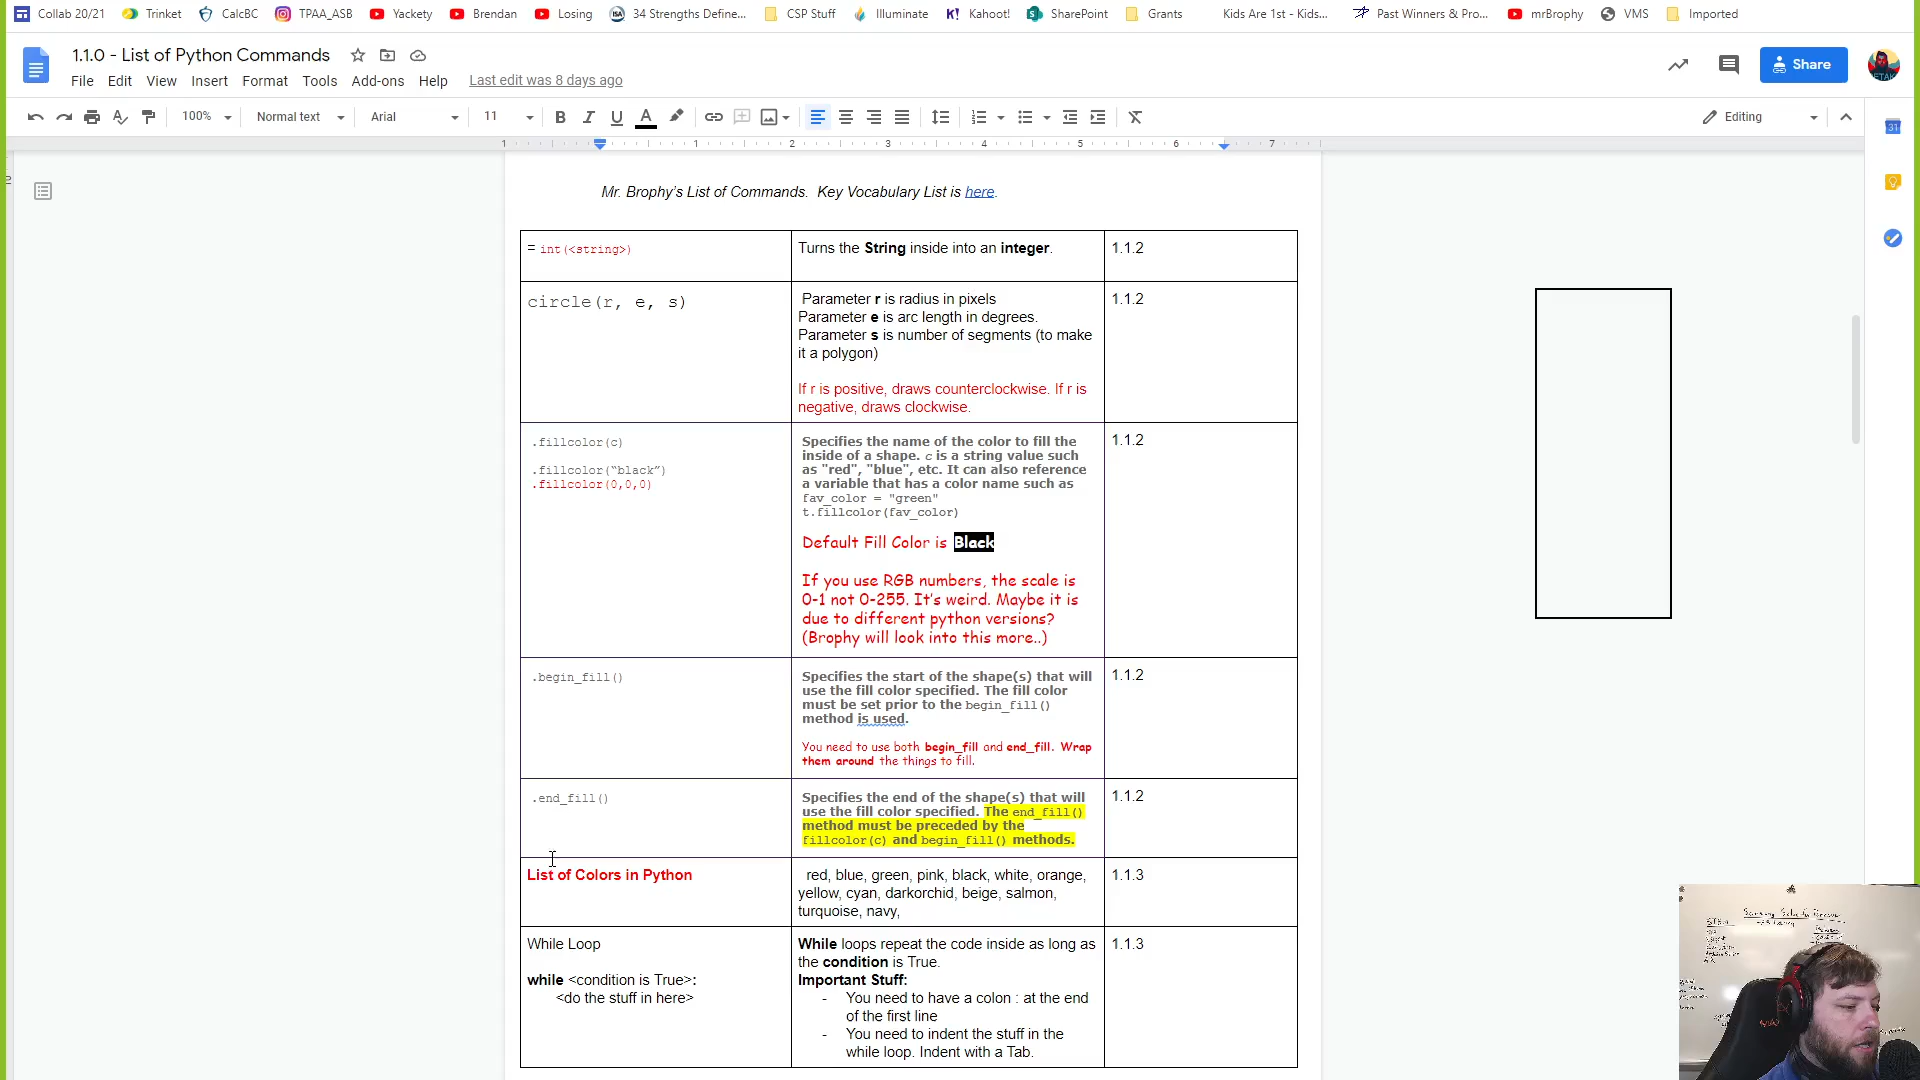 Collab 20/21 Trinket CalcBC TPAA_ASB Yackety Brendan Losing 34 Strengths Define... CSP Stuff Illuminate Kahoot! SharePoint Grants Kids Are 1st - Kids... Past Winners & Pro... mrBrophy VMS Imported
1.1.0 - List of Python Commands
Share
File Edit View Insert Format Tools Add-ons Help Last edit was 8 days ago
100% Normal text Arial 11 B I U A Editing
1 1 2 3 4 5 6 7
31
Mr. Brophy's List of Commands. Key Vocabulary List is here.
= int(<string>)
Turns the String inside into an integer.
1.1.2
circle(r, e, s)
Parameter r is radius in pixels
Parameter e is arc length in degrees.
Parameter s is number of segments (to make
it a polygon)
If r is positive, draws counterclockwise. If r is
negative, draws clockwise.
1.1.2
.fillcolor(c)
.fillcolor("black")
.fillcolor(0,0,0)
Specifies the name of the color to fill the
inside of a shape. c is a string value such
as "red", "blue", etc. It can also reference
a variable that has a color name such as
fav_color = "green"
t.fillcolor(fav_color)
Default Fill Color is Black
If you use RGB numbers, the scale is
0-1 not 0-255. It's weird. Maybe it is
due to different python versions?
(Brophy will look into this more..)
1.1.2
.begin_fill()
Specifies the start of the shape(s) that will
use the fill color specified. The fill color
must be set prior to the begin_fill()
method is used.
You need to use both begin_fill and end_fill. Wrap
them around the things to fill.
1.1.2
.end_fill()
Specifies the end of the shape(s) that will
use the fill color specified. The end_fill()
method must be preceded by the
fillcolor(c) and begin_fill() methods.
1.1.2
List of Colors in Python
red, blue, green, pink, black, white, orange,
yellow, cyan, darkorchid, beige, salmon,
turquoise, navy,
1.1.3
While Loop
while <condition is True>:
<do the stuff in here>
While loops repeat the code inside as long as
the condition is True.
Important Stuff:
- You need to have a colon : at the end
of the first line
- You need to indent the stuff in the
while loop. Indent with a Tab.
1.1.3